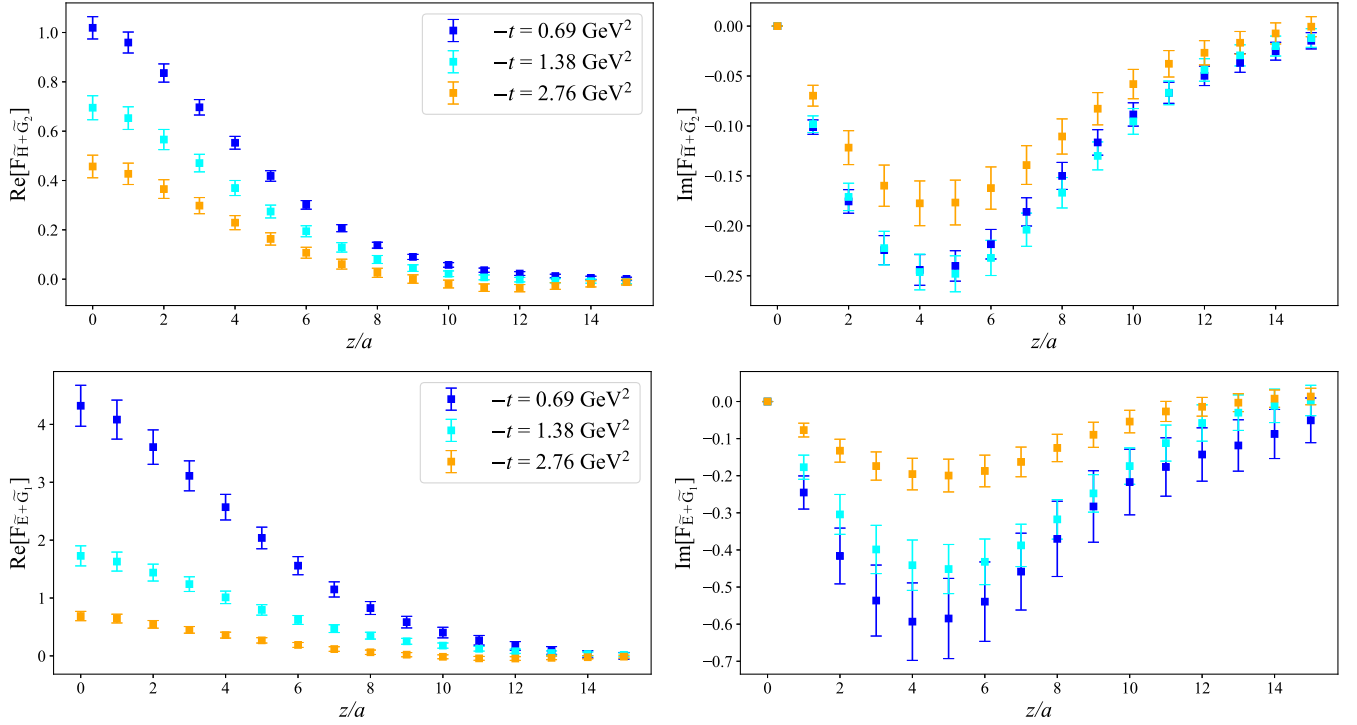 Re[F_{H̃+G̃₂}]
1.0
0.8
0.6
0.4
0.2
0.0
−t = 0.69 GeV²
−t = 1.38 GeV²
−t = 2.76 GeV²
0 2 4 6 8 10 12 14
z/a
Im[F_{H̃+G̃₂}]
0.00
−0.05
−0.10
−0.15
−0.20
−0.25
0 2 4 6 8 10 12 14
z/a
Re[F_{Ẽ+G̃₁}]
4
3
2
1
0
−t = 0.69 GeV²
−t = 1.38 GeV²
−t = 2.76 GeV²
0 2 4 6 8 10 12 14
z/a
Im[F_{Ẽ+G̃₁}]
0.0
−0.1
−0.2
−0.3
−0.4
−0.5
−0.6
−0.7
0 2 4 6 8 10 12 14
z/a